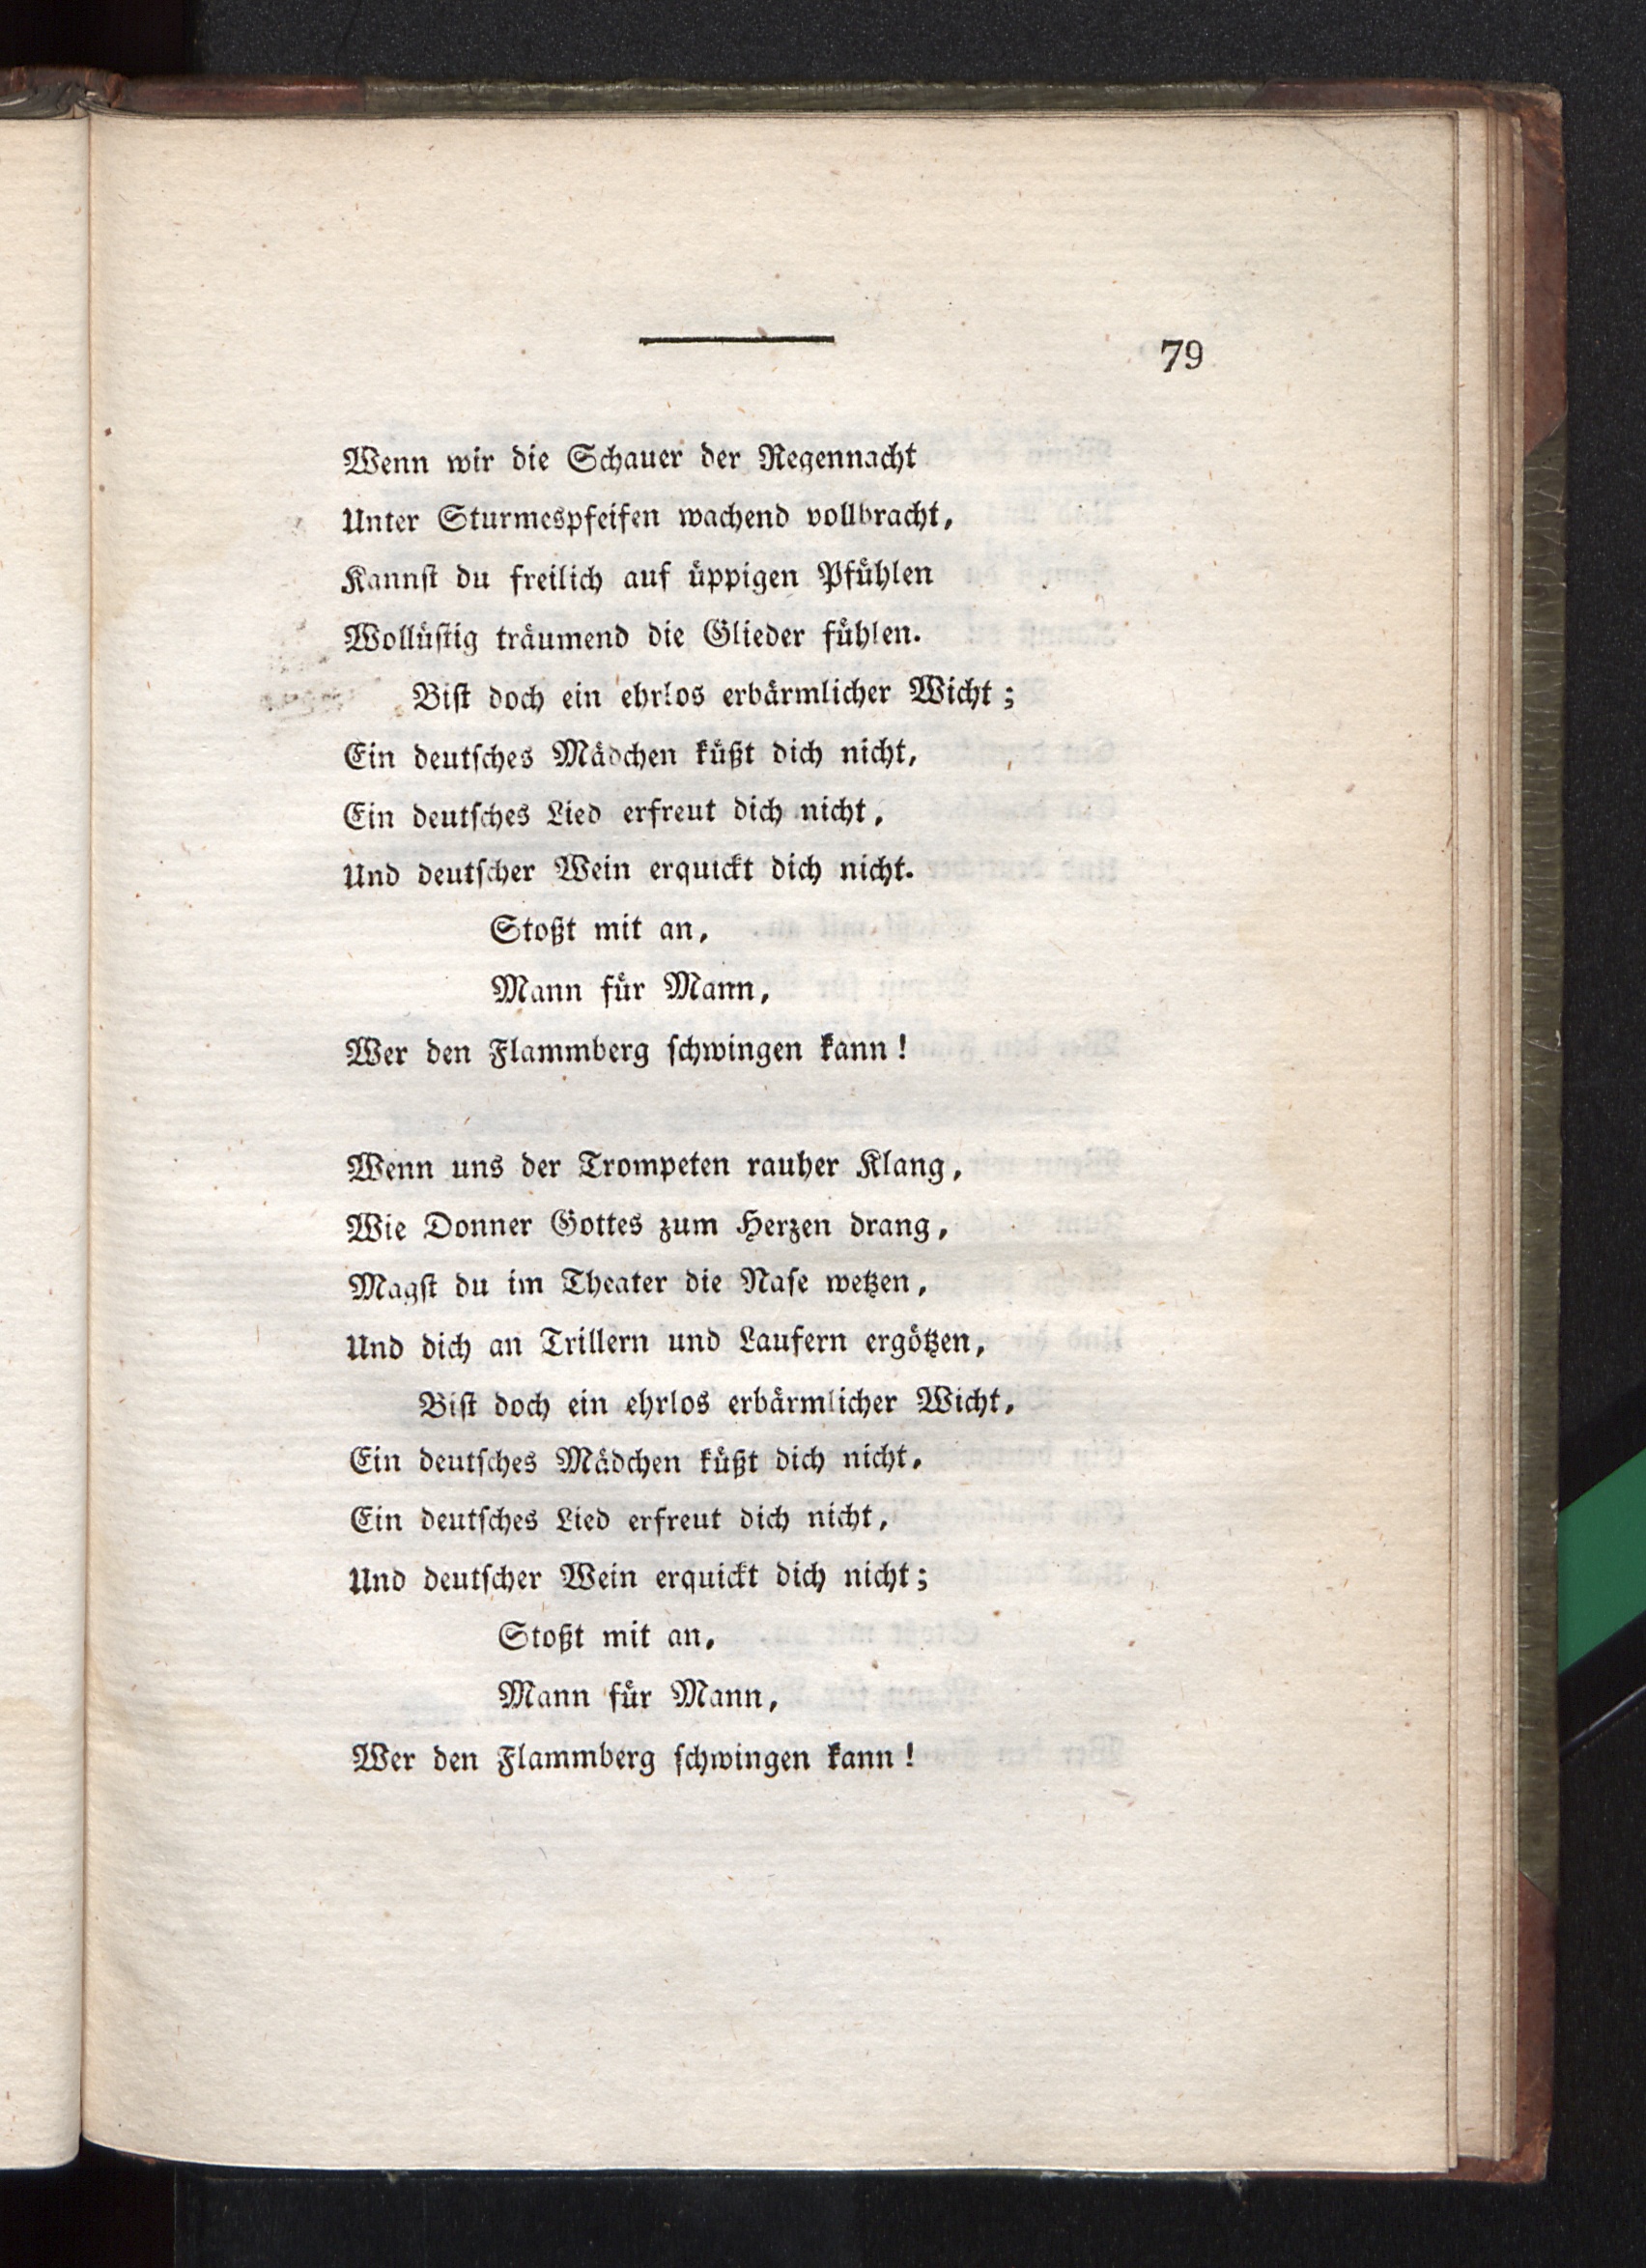 79
Wenn wir die Schauer der Regennacht
Unter Sturmespfeifen wachend vollbracht,
Kannst du freilich auf üppigen Pfühlen
Wollüstig träumend die Glieder fühlen.
Bist doch ein ehrlos erbärmlicher Wicht;
Ein deutsches Mädchen küßt dich nicht,
Ein deutsches Lied erfreut dich nicht,
Und deutscher Wein erquickt dich nicht.
Stoßt mit an,
Mann für Mann,
Wer den Flammberg schwingen kann!
Wenn uns der Trompeten rauher Klang,
Wie Donner Gottes zum Herzen drang,
Magst du im Theater die Nase wetzen,
Und dich an Trillern und Laufern ergötzen,
Bist doch ein ehrlos erbärmlicher Wicht,
Ein deutsches Mädchen küßt dich nicht,
Ein deutsches Lied erfreut dich nicht,
Und deutscher Wein erquickt dich nicht;
Stoßt mit an,
Mann für Mann,
Wer den Flammberg schwingen kann!